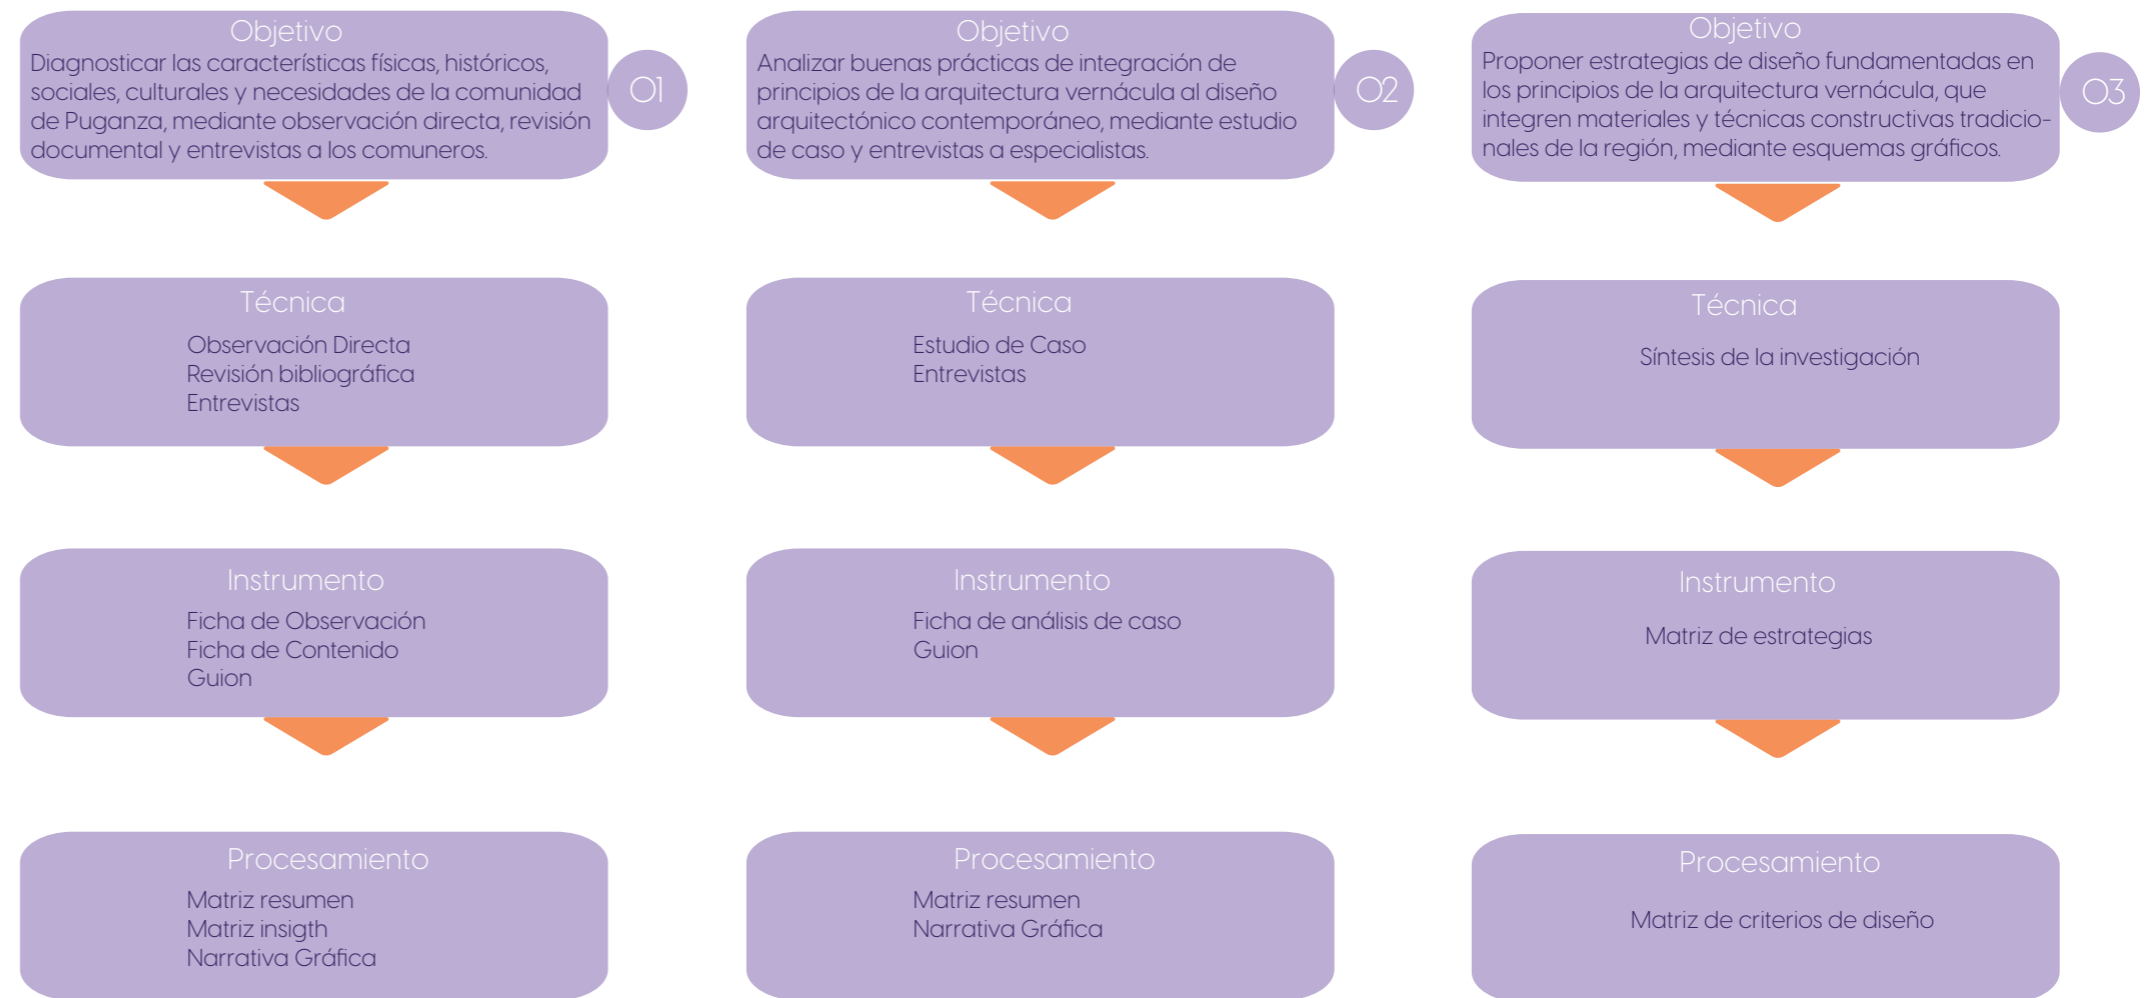 Objetivo
Diagnosticar las características físicas, históricos,
sociales, culturales y necesidades de la comunidad
de Puganza, mediante observación directa, revisión
documental y entrevistas a los comuneros.
01
Técnica
Observación Directa
Revisión bibliográfica
Entrevistas
Instrumento
Ficha de Observación
Ficha de Contenido
Guion
Procesamiento
Matriz resumen
Matriz insigth
Narrativa Gráfica
Objetivo
Analizar buenas prácticas de integración de
principios de la arquitectura vernácula al diseño
arquitectónico contemporáneo, mediante estudio
de caso y entrevistas a especialistas.
02
Técnica
Estudio de Caso
Entrevistas
Instrumento
Ficha de análisis de caso
Guion
Procesamiento
Matriz resumen
Narrativa Gráfica
Objetivo
Proponer estrategias de diseño fundamentadas en
los principios de la arquitectura vernácula, que
integren materiales y técnicas constructivas tradicio-
nales de la región, mediante esquemas gráficos.
03
Técnica
Síntesis de la investigación
Instrumento
Matriz de estrategias
Procesamiento
Matriz de criterios de diseño